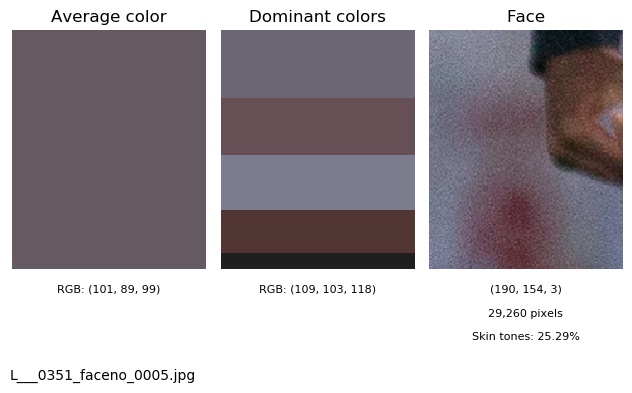 Average color
Dominant colors
Face
RGB: (101, 89, 99)
RGB: (109, 103, 118)
(190, 154, 3)
29,260 pixels
Skin tones: 25.29%
L___0351_faceno_0005.jpg